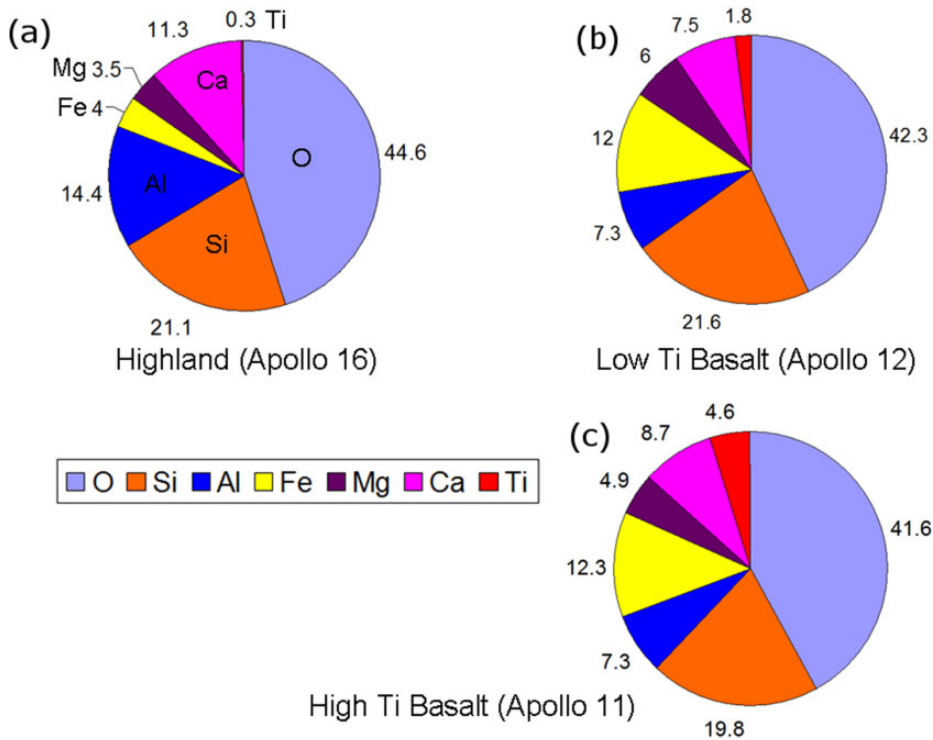 (a)
0.3 Ti
11.3
Mg 3.5
Ca
Fe 4
O
44.6
14.4
Al
Si
21.1
Highland (Apollo 16)
(b)
1.8
7.5
6
42.3
12
7.3
21.6
Low Ti Basalt (Apollo 12)
O Si Al Fe Mg Ca Ti
(c)
4.6
8.7
4.9
41.6
12.3
7.3
19.8
High Ti Basalt (Apollo 11)